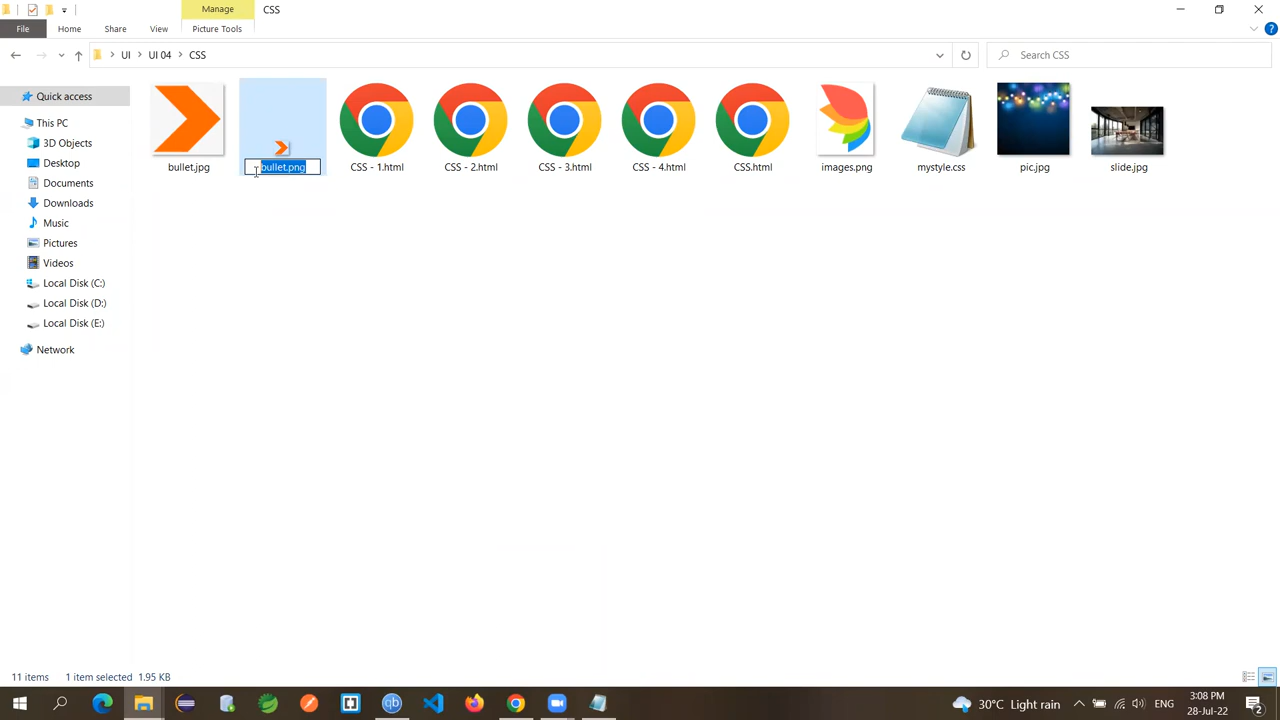 Manage
CSS
File
Home
Share
View
Picture Tools
UI
UI 04
CSS
Search CSS
Quick access
This PC
3D Objects
Desktop
Documents
Downloads
Music
Pictures
Videos
Local Disk (C:)
Local Disk (D:)
Local Disk (E:)
Network
bullet.jpg
bullet.png
CSS - 1.html
CSS - 2.html
CSS - 3.html
CSS - 4.html
CSS.html
images.png
mystyle.css
pic.jpg
slide.jpg
11 items
1 item selected 1.95 KB
30°C Light rain
ENG
3:08 PM
28-Jul-22
2